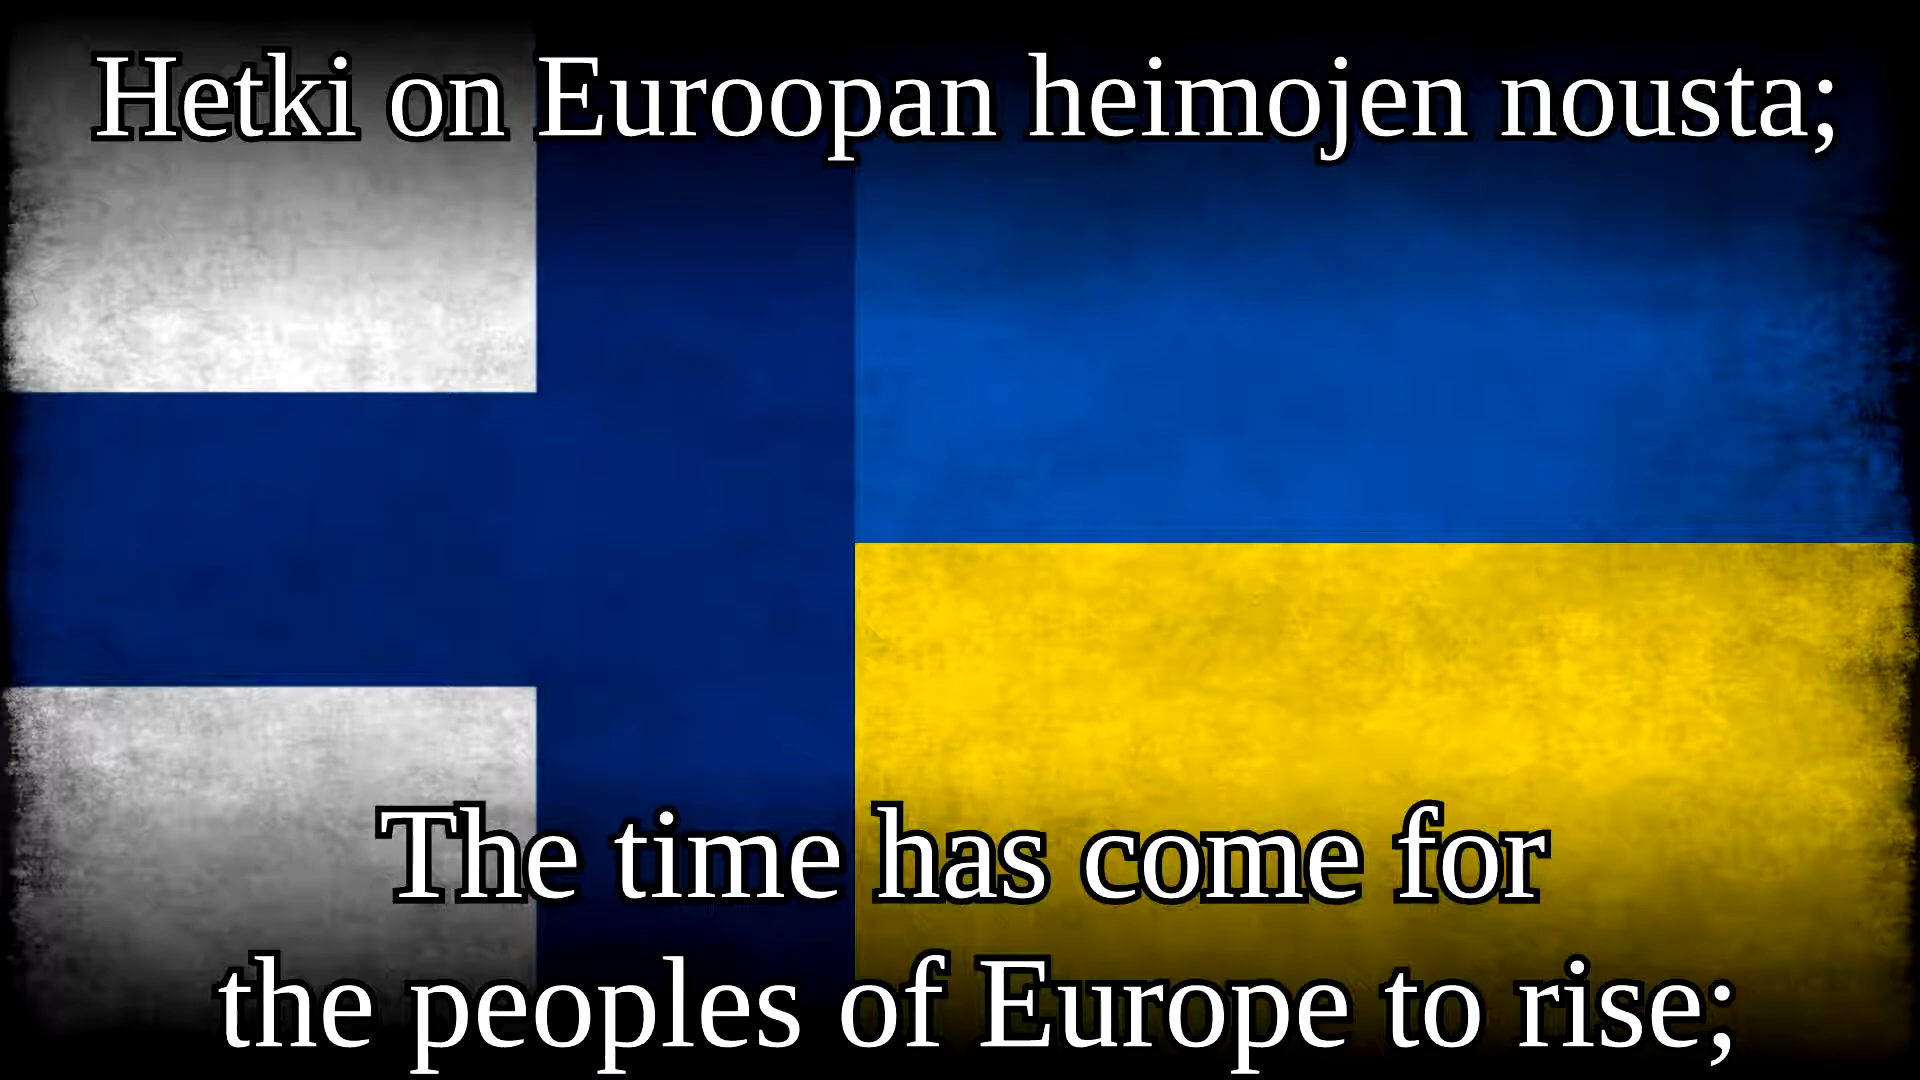 Hetki on Euroopan heimojen nousta;
The time has come for
the peoples of Europe to rise;